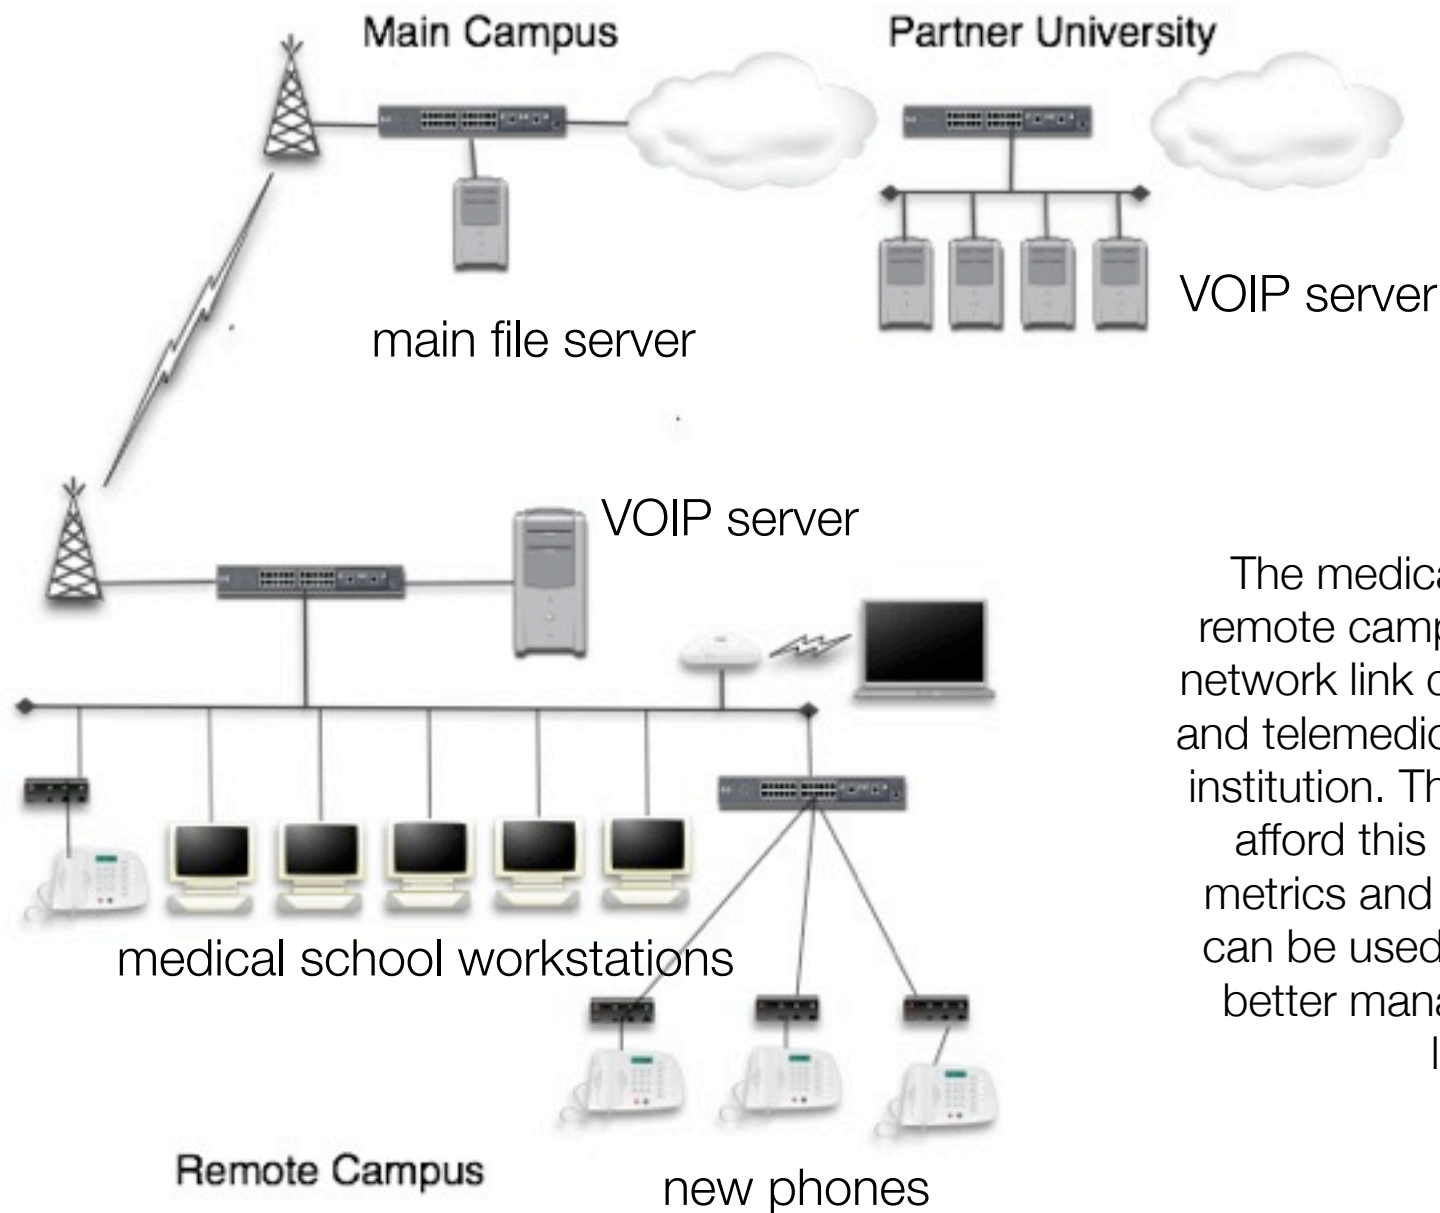 Main Campus
Partner University
VOIP server
main file server
VOIP server
The medica
remote camp
network link
and telemedic
institution. Th
afford this
metrics and
can be used
better mana
medical school workstations
Remote Campus
new phones